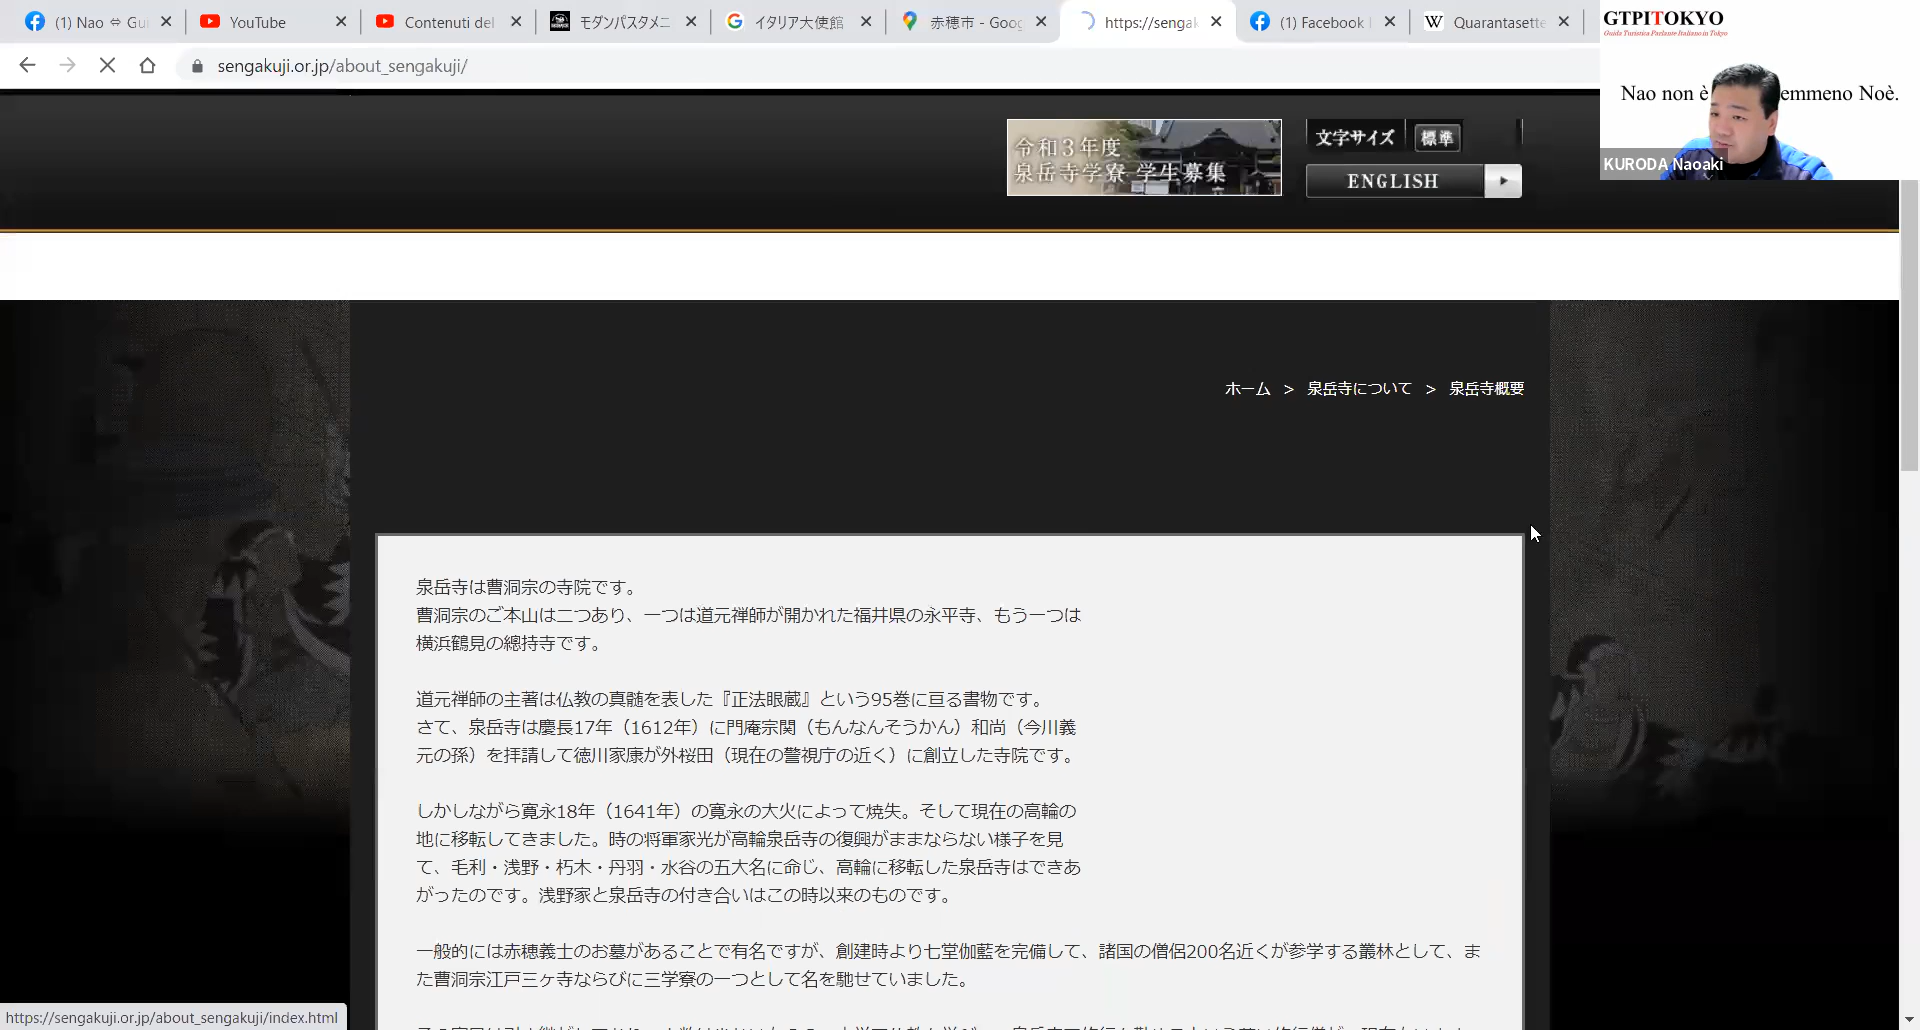 (1) Nao ⇔ Gui
YouTube
Contenuti del
モダンパスタメニ
イタリア大使館
赤穂市 - Goog
https://sengak
(1) Facebook
W Quarantasette
GTPITOKYO
Guida Turistica Parlante Italiano in Tokyo
sengakuji.or.jp/about_sengakuji/
Nao non è emmeno Noè.
KURODA Naoaki
令和3年度
泉岳寺学寮 学生募集
文字サイズ 標準
ENGLISH
ホーム > 泉岳寺について > 泉岳寺概要
泉岳寺は曹洞宗の寺院です。
曹洞宗のご本山は二つあり、一つは道元禅師が開かれた福井県の永平寺、もう一つは
横浜鶴見の總持寺です。
道元禅師の主著は仏教の真髄を表した『正法眼蔵』という95巻に亘る書物です。
さて、泉岳寺は慶長17年（1612年）に門庵宗関（もんなんそうかん）和尚（今川義
元の孫）を拝請して徳川家康が外桜田（現在の警視庁の近く）に創立した寺院です。
しかしながら寛永18年（1641年）の寛永の大火によって焼失。そして現在の高輪の
地に移転してきました。時の将軍家光が高輪泉岳寺の復興がままならない様子を見
て、毛利・浅野・朽木・丹羽・水谷の五大名に命じ、高輪に移転した泉岳寺はできあ
がったのです。浅野家と泉岳寺の付き合いはこの時以来のものです。
一般的には赤穂義士のお墓があることで有名ですが、創建時より七堂伽藍を完備して、諸国の僧侶200名近くが参学する叢林として、ま
た曹洞宗江戸三ヶ寺ならびに三学寮の一つとして名を馳せていました。
https://sengakuji.or.jp/about_sengakuji/index.html